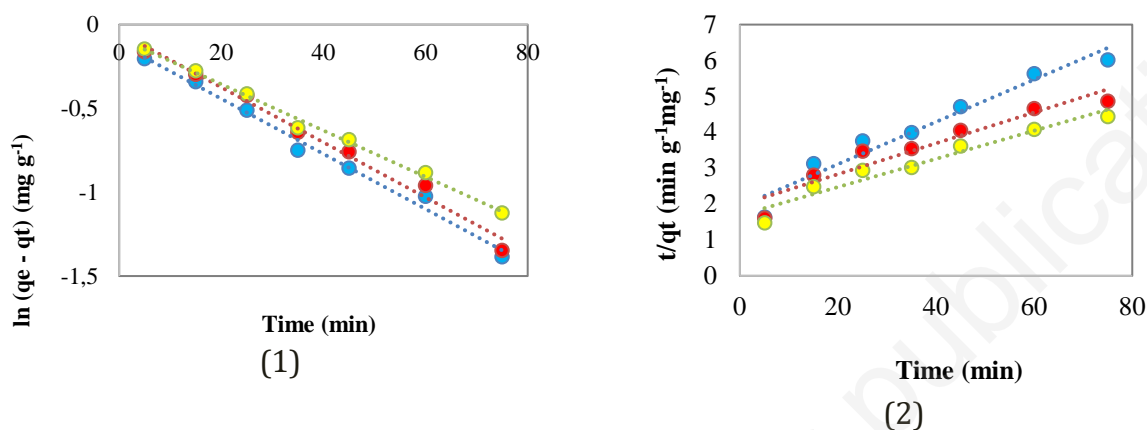 0
0 20 40 60 80
-0,5
-1
-1,5
ln (qe - qt) (mg g-1)
Time (min)
(1)
7
6
5
4
3
2
1
0
0 20 40 60 80
t/qt (min g-1mg-1)
Time (min)
(2)
publicati